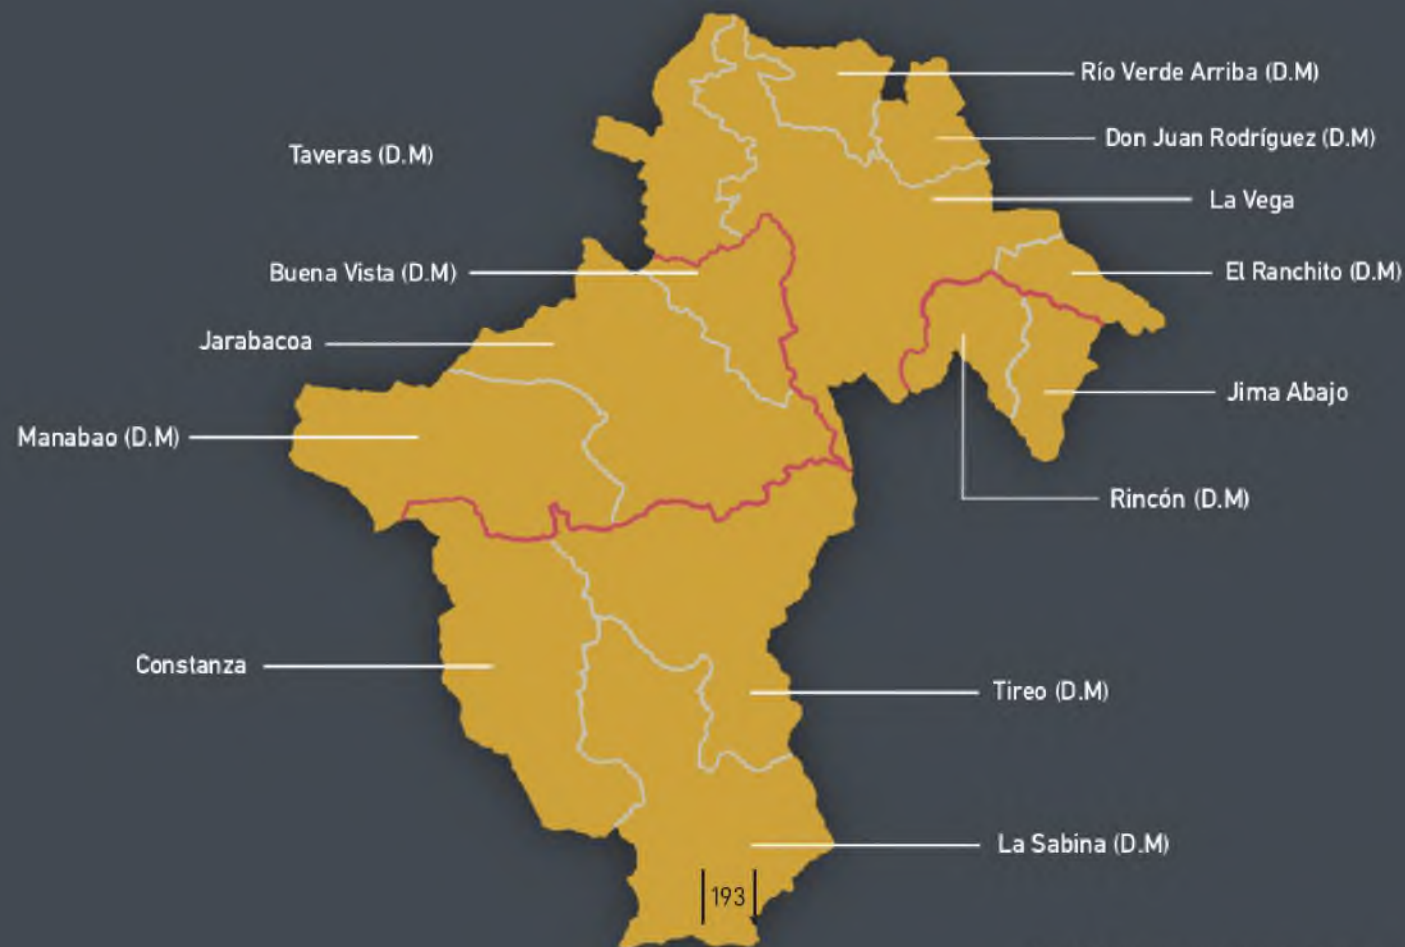 Río Verde Arriba (D.M)
Don Juan Rodríguez (D.M)
Taveras (D.M)
La Vega
Buena Vista (D.M)
El Ranchito (D.M)
Jarabacoa
Jima Abajo
Manabao (D.M)
Rincón (D.M)
Constanza
Tireo (D.M)
La Sabina (D.M)
193